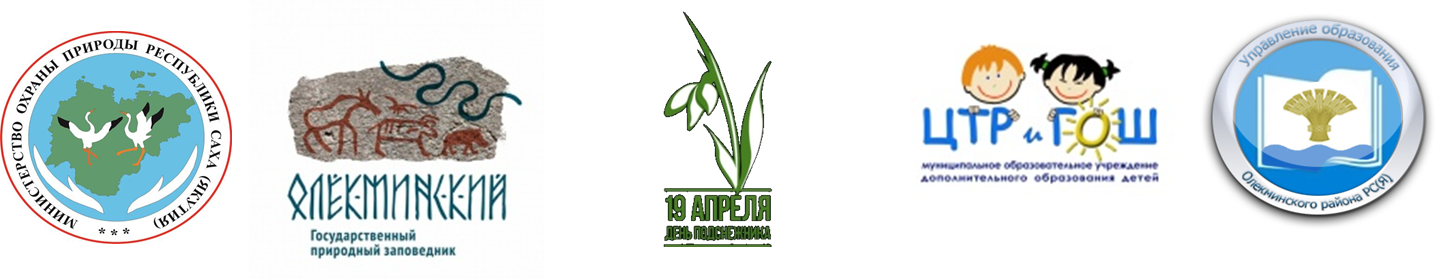 МИНИСТЕРСТВО ОХРАНЫ ПРИРОДЫ РЕСПУБЛИКИ САХА (ЯКУТИЯ)
* * *
ОЛЁКМИНСКИЙ
Государственный
природный заповедник
19 АПРЕЛЯ
ДЕНЬ ПОДСНЕЖНИКА
ЦТР и ГОШ
муниципальное образовательное учреждение
дополнительного образования детей
Управление образования
Олекминского района РС(Я)